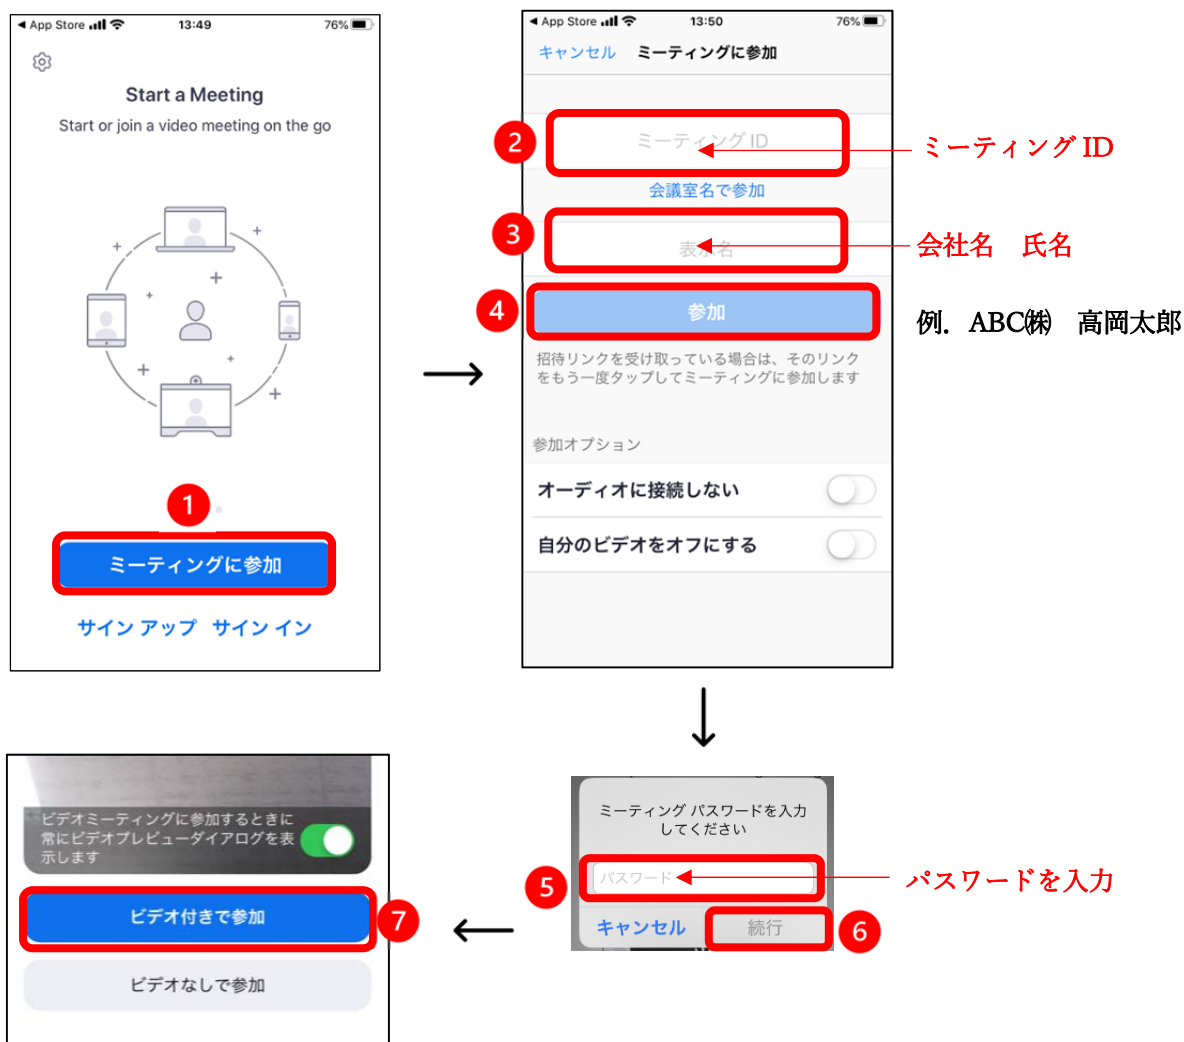 App Store 13:49 76%
Start a Meeting
Start or join a video meeting on the go
1
ミーティングに参加
サイン アップ サイン イン
App Store 13:50 76%
キャンセル ミーティングに参加
2 ミーティング ID ミーティング ID
会議室名で参加
3 表示名 会社名 氏名
4 参加 例. ABC㈱ 高岡太郎
招待リンクを受け取っている場合は、そのリンク
をもう一度タップしてミーティングに参加します
参加オプション
オーディオに接続しない
自分のビデオをオフにする
ミーティング パスワードを入力
してください
5 パスワード パスワードを入力
キャンセル 続行 6
ビデオミーティングに参加するときに
常にビデオプレビューダイアログを表
示します
ビデオ付きで参加 7
ビデオなしで参加